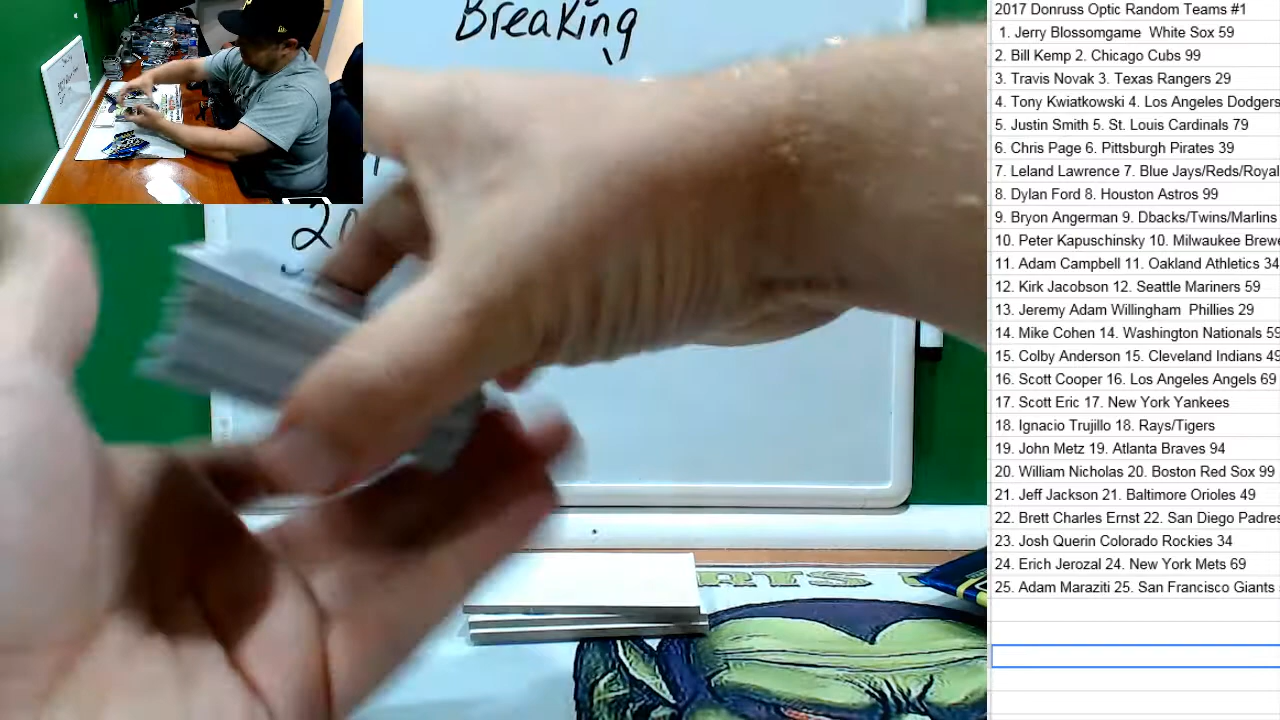 Breaking
20
RTS
2017 Donruss Optic Random Teams #1
1. Jerry Blossomgame White Sox 59
2. Bill Kemp 2. Chicago Cubs 99
3. Travis Novak 3. Texas Rangers 29
4. Tony Kwiatkowski 4. Los Angeles Dodgers
5. Justin Smith 5. St. Louis Cardinals 79
6. Chris Page 6. Pittsburgh Pirates 39
7. Leland Lawrence 7. Blue Jays/Reds/Royal
8. Dylan Ford 8. Houston Astros 99
9. Bryon Angerman 9. Dbacks/Twins/Marlins
10. Peter Kapuschinsky 10. Milwaukee Brewe
11. Adam Campbell 11. Oakland Athletics 34
12. Kirk Jacobson 12. Seattle Mariners 59
13. Jeremy Adam Willingham Phillies 29
14. Mike Cohen 14. Washington Nationals 59
15. Colby Anderson 15. Cleveland Indians 49
16. Scott Cooper 16. Los Angeles Angels 69
17. Scott Eric 17. New York Yankees
18. Ignacio Trujillo 18. Rays/Tigers
19. John Metz 19. Atlanta Braves 94
20. William Nicholas 20. Boston Red Sox 99
21. Jeff Jackson 21. Baltimore Orioles 49
22. Brett Charles Ernst 22. San Diego Padres
23. Josh Querin Colorado Rockies 34
24. Erich Jerozal 24. New York Mets 69
25. Adam Maraziti 25. San Francisco Giants